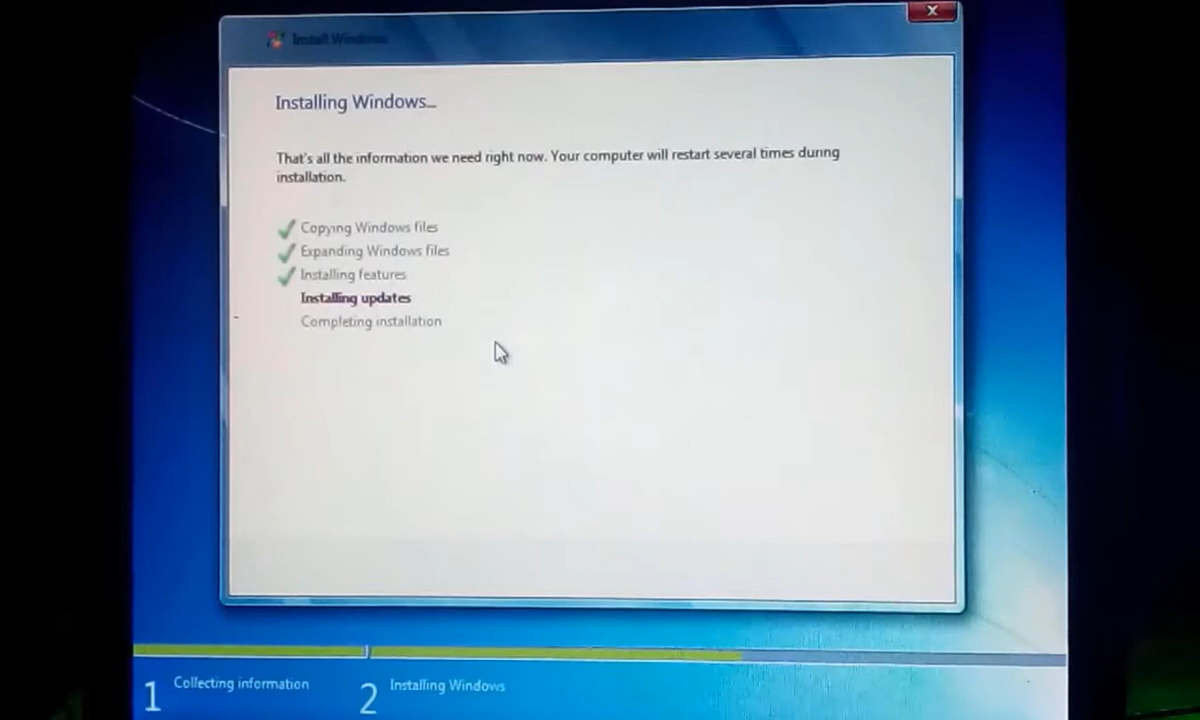 Install Windows
Installing Windows...
That's all the information we need right now. Your computer will restart several times during
installation.
Copying Windows files
Expanding Windows files
Installing features
Installing updates
Completing installation
1 Collecting information
2 Installing Windows